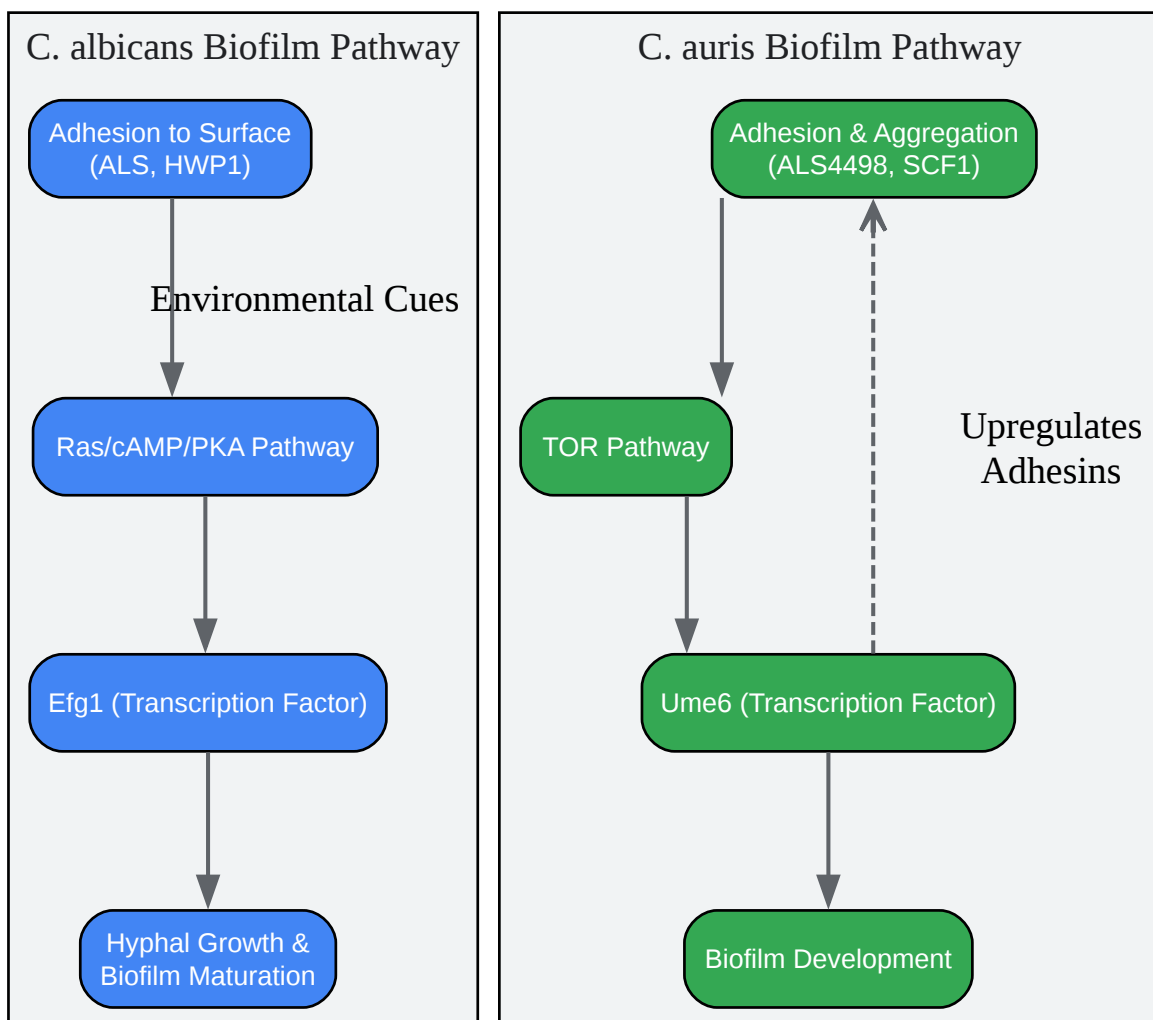 C. albicans Biofilm Pathway
Adhesion to Surface
(ALS, HWP1)
Environmental Cues
Ras/cAMP/PKA Pathway
Efg1 (Transcription Factor)
Hyphal Growth &
Biofilm Maturation
C. auris Biofilm Pathway
Adhesion & Aggregation
(ALS4498, SCF1)
TOR Pathway
Upregulates
Adhesins
Ume6 (Transcription Factor)
Biofilm Development